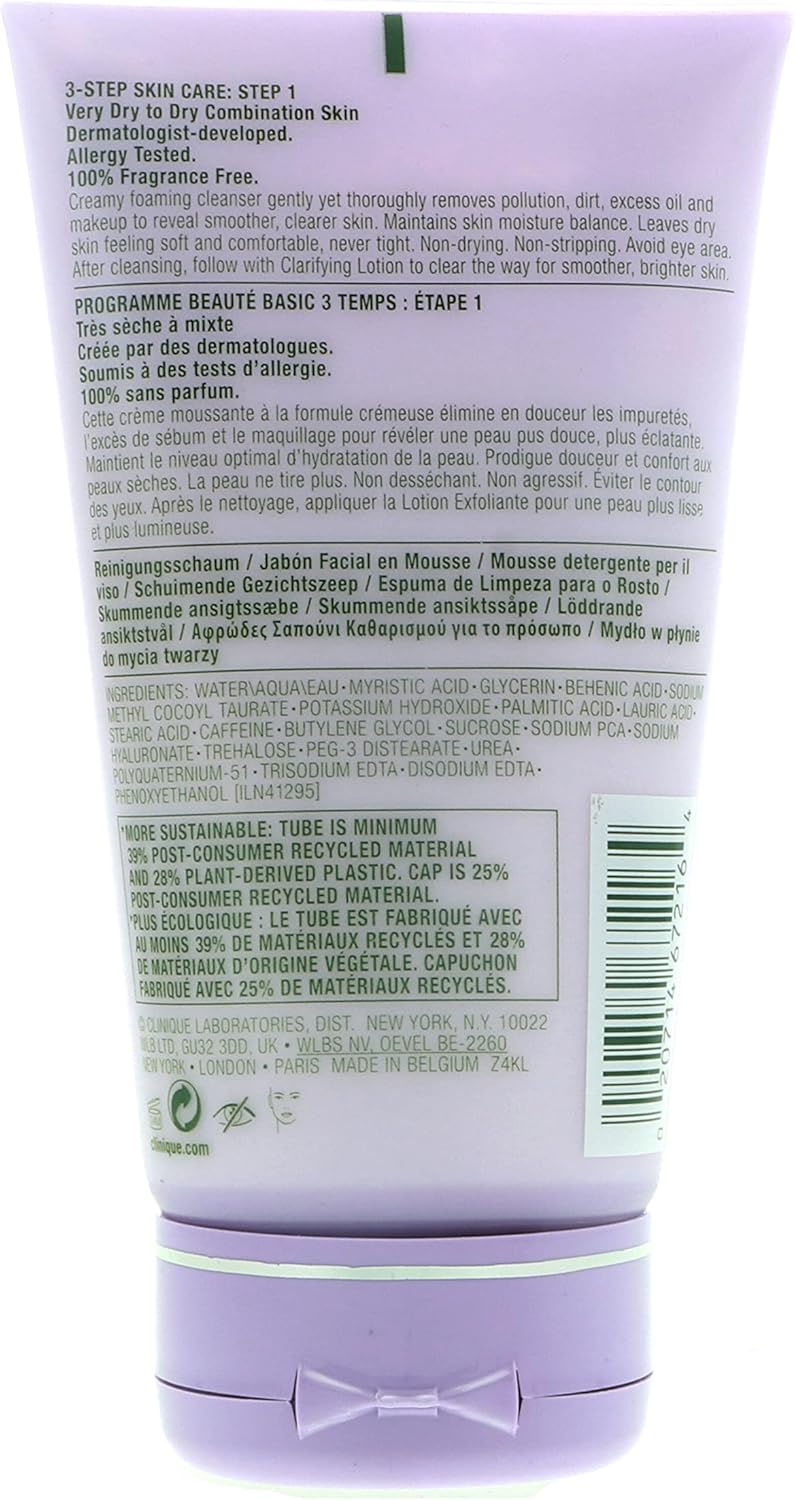 3-STEP SKIN CARE: STEP 1
Very Dry to Dry Combination Skin
Dermatologist-developed.
Allergy Tested.
100% Fragrance Free.
Creamy foaming cleanser gently yet thoroughly removes pollution, dirt, excess oil and
makeup to reveal smoother, clearer skin. Maintains skin moisture balance. Leaves dry
skin feeling soft and comfortable, never tight. Non-drying. Non-stripping. Avoid eye area.
After cleansing, follow with Clarifying Lotion to clear the way for smoother, brighter skin.
PROGRAMME BEAUTÉ BASIC 3 TEMPS : ÉTAPE 1
Très sèche à mixte
Créée par des dermatologues.
Soumis à des tests d'allergie.
100% sans parfum.
Cette crème moussante à la formule crémeuse élimine en douceur les impuretés,
l'excès de sébum et le maquillage pour révéler une peau pus douce, plus éclatante.
Maintient le niveau optimal d'hydratation de la peau. Prodigue douceur et confort aux
peaux sèches. La peau ne tire plus. Non desséchant. Non agressif. Éviter le contour
des yeux. Après le nettoyage, appliquer la Lotion Exfoliante pour une peau plus lisse
et plus lumineuse.
Reinigungsschaum / Jabón Facial en Mousse / Mousse detergente per il
viso / Schuimende Gezichtszeep / Espuma de Limpeza para o Rosto /
Skummende ansigtssæbe / Skummende ansiktssåpe / Löddrande
ansiktstvål / Αφρώδες Σαπούνι Καθαρισμού για το πρόσωπο / Mydło w płynie
do mycia twarzy
INGREDIENTS: WATER\AQUA\EAU • MYRISTIC ACID • GLYCERIN • BEHENIC ACID • SODIUM
METHYL COCOYL TAURATE • POTASSIUM HYDROXIDE • PALMITIC ACID • LAURIC ACID •
STEARIC ACID • CAFFEINE • BUTYLENE GLYCOL • SUCROSE • SODIUM PCA • SODIUM
HYALURONATE • TREHALOSE • PEG-3 DISTEARATE • UREA •
POLYQUATERNIUM-51 • TRISODIUM EDTA • DISODIUM EDTA •
PHENOXYETHANOL [ILN41295]
*MORE SUSTAINABLE: TUBE IS MINIMUM
39% POST-CONSUMER RECYCLED MATERIAL
AND 28% PLANT-DERIVED PLASTIC. CAP IS 25%
POST-CONSUMER RECYCLED MATERIAL.
*PLUS ÉCOLOGIQUE : LE TUBE EST FABRIQUÉ AVEC
AU MOINS 39% DE MATÉRIAUX RECYCLÉS ET 28%
DE MATÉRIAUX D'ORIGINE VÉGÉTALE. CAPUCHON
FABRIQUÉ AVEC 25% DE MATÉRIAUX RECYCLÉS.
© CLINIQUE LABORATORIES, DIST. NEW YORK, N.Y. 10022
WLB LTD, GU32 3DD, UK • WLBS NV, OEVEL BE-2260
NEW YORK • LONDON • PARIS MADE IN BELGIUM Z4KL
clinique.com
0 20714 67216 4